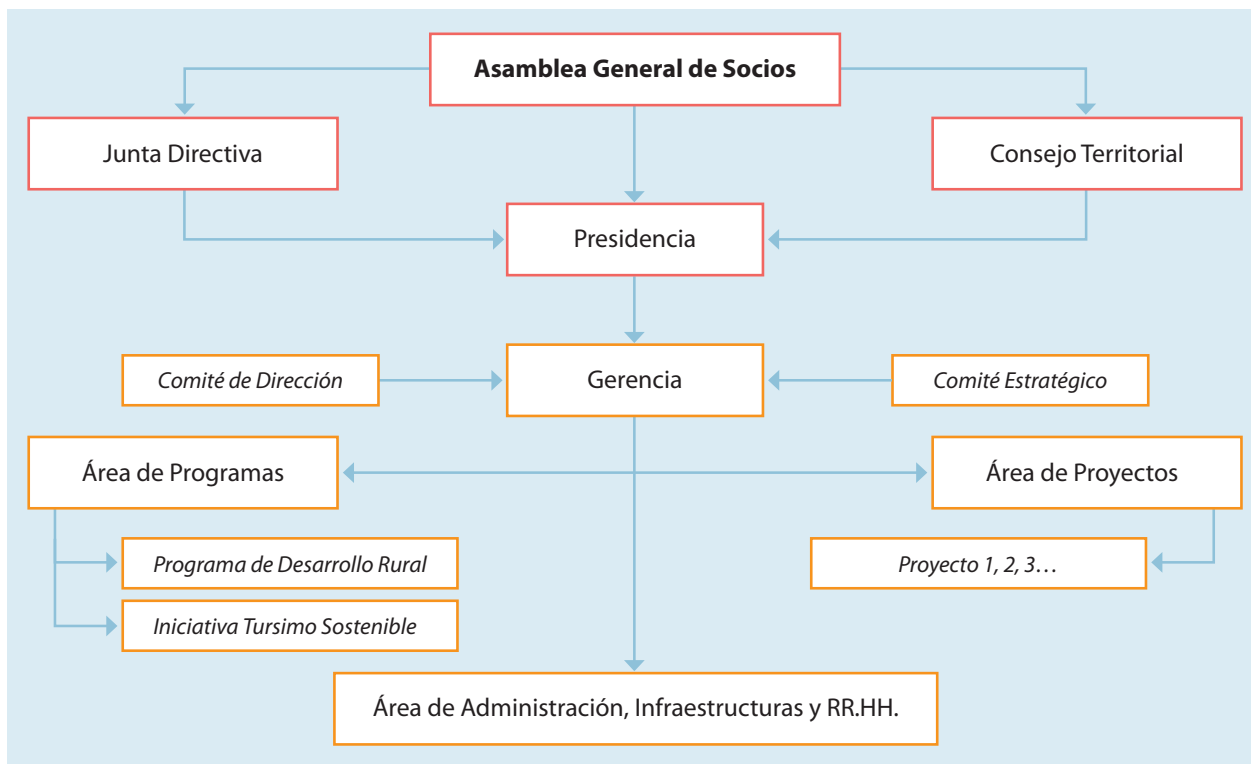 Asamblea General de Socios
Junta Directiva
Consejo Territorial
Presidencia
Comité de Dirección
Gerencia
Comité Estratégico
Área de Programas
Área de Proyectos
Programa de Desarrollo Rural
Proyecto 1, 2, 3…
Iniciativa Tursimo Sostenible
Área de Administración, Infraestructuras y RR.HH.